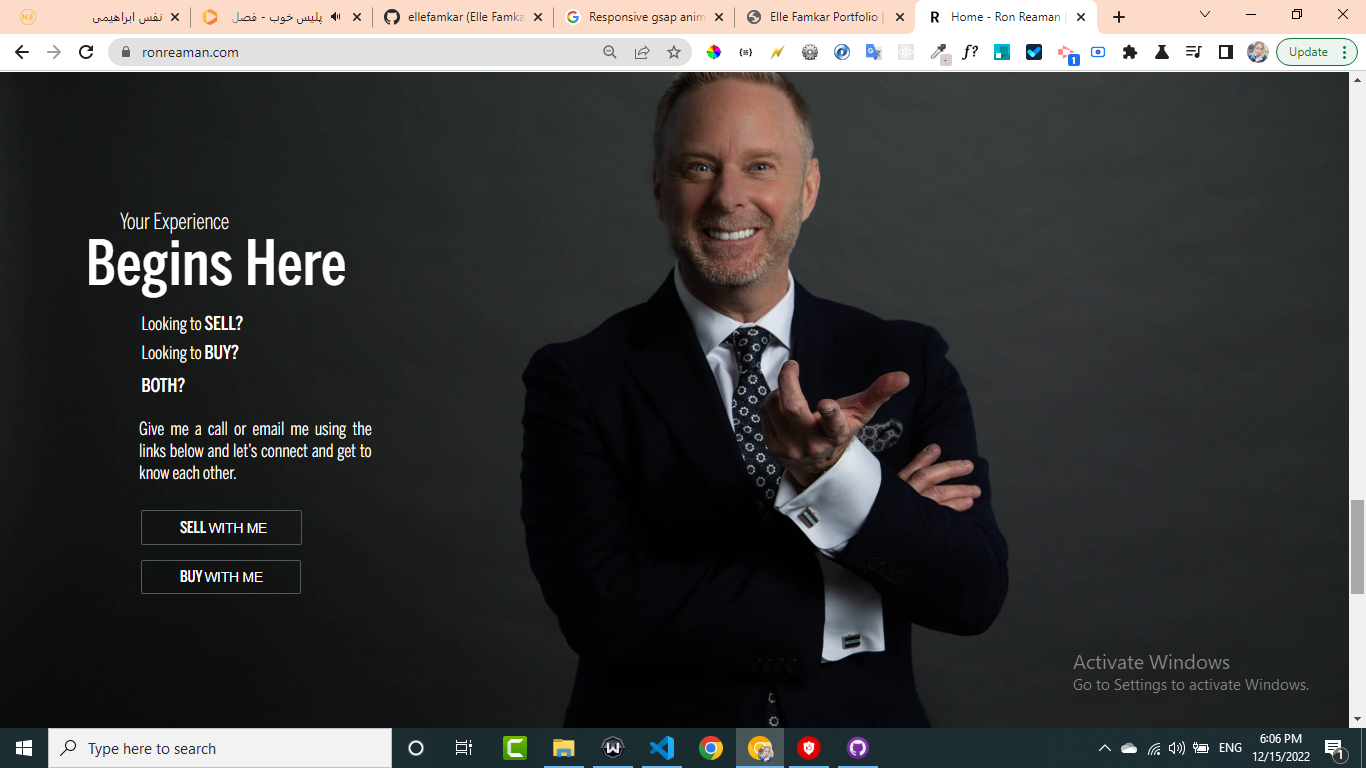 نفس ابراهیمی
پلیس خوب - فصل
ellefamkar (Elle Famka
Responsive gsap anim
Elle Famkar Portfolio |
R
Home - Ron Reaman |
ronreaman.com
f?
1
Update
Your Experience
Begins Here
Looking to SELL?
Looking to BUY?
BOTH?
Give me a call or email me using the
links below and let's connect and get to
know each other.
SELL WITH ME
BUY WITH ME
Activate Windows
Go to Settings to activate Windows.
Type here to search
ENG
6:06 PM
12/15/2022
1